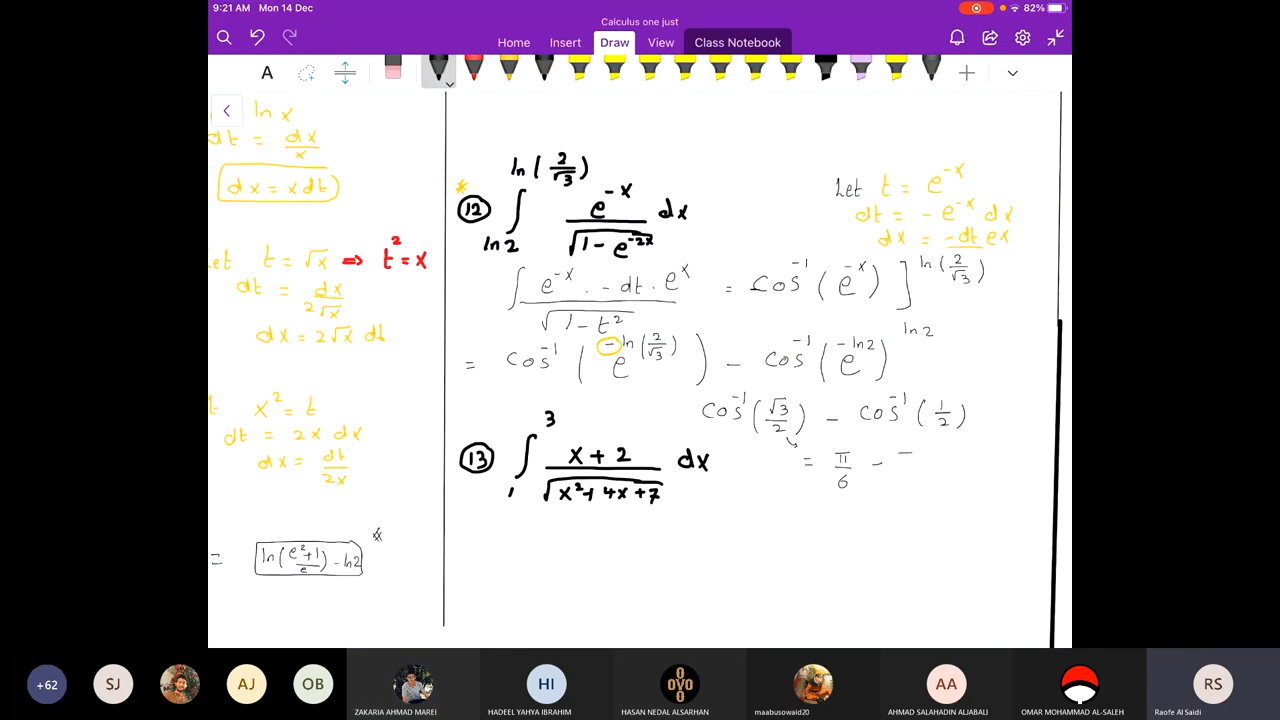 9:21 AM Mon 14 Dec
82%
Calculus one just
Home Insert Draw View Class Notebook
A
ln x
dt = dx/x
dx = x dt
let t = √x ⇒ t² = x
dt = dx/2√x
dx = 2√x dt
x² = t
dt = 2x dx
dx = dt/2x
= ln(e²+1/e) - ln2 *
* 12 ∫ ln 2 ln(2/√3) e^-x/√1 - e^-2x dx
Let t = e^-x
dt = -e^-x dx
dx = -dt e^x
∫ e^-x . -dt . e^x/√1 - t² = cos^-1(e^-x)] ln 2 ln(2/√3)
= cos^-1(e^-ln(2/√3)) - cos^-1(e^-ln2)
cos^-1(√3/2) - cos^-1(1/2)
= π/6 -
13 ∫ 1 3 x + 2/√x² + 4x + 7 dx
+62
SJ
AJ
OB
ZAKARIA AHMAD MAREI
HI
HADEEL YAHYA IBRAHIM
OVO
HASAN NEDAL ALSARHAN
maabusowaid20
AA
AHMAD SALAHADIN ALJABALI
OMAR MOHAMMAD AL-SALEH
RS
Raofe Al Saidi